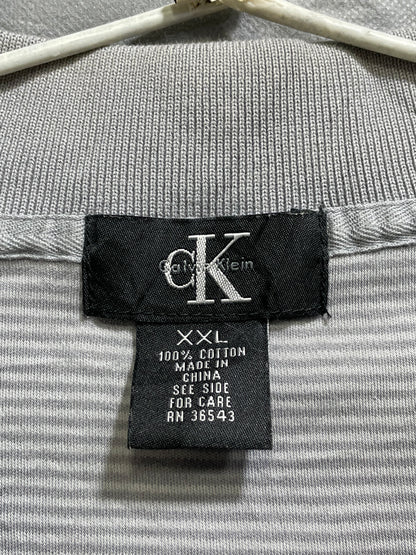 cK
Calvin Klein
XXL
100% COTTON
MADE IN
CHINA
SEE SIDE
FOR CARE
RN 36543